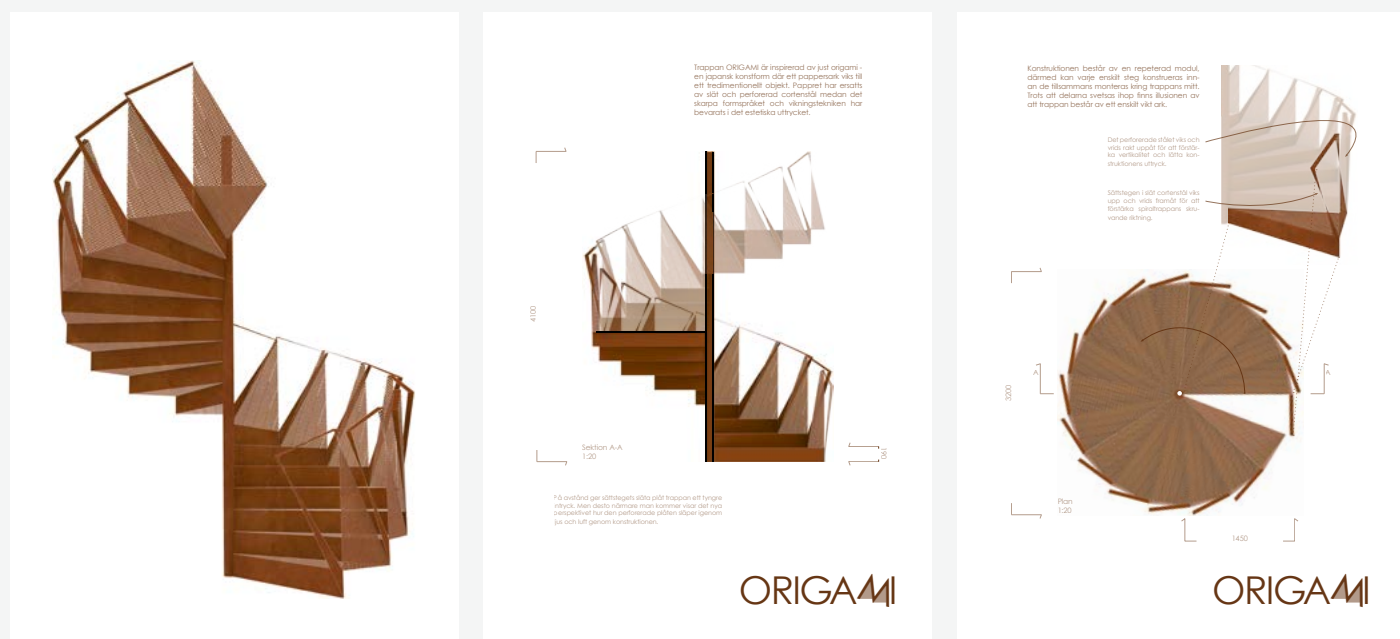 Trappan ORIGAMI är inspirerad av just origami -
en japansk konstform där ett pappersark viks till
ett tredimentionellt objekt. Pappret har ersatts
av slät och perforerad cortenstål medan det
skarpa formspråket och vikningstekniken har
bevarats i det estetiska uttrycket.
4100
Sektion A-A
1:20
190
På avstånd ger sättstegets släta plåt trappan ett tyngre
ntryck. Men desto närmare man kommer visar det nya
perspektivet hur den perforerade plåten släper igenom
jus och luft genom konstruktionen.
ORIGAMI
Konstruktionen består av en repeterad modul,
därmed kan varje enskilt steg konstrueras inn-
an de tillsammans monteras kring trappans mitt.
Trots att delarna svetsas ihop finns illusionen av
att trappan består av ett enskilt vikt ark.
Det perforerade stålet viks och
vrids rakt uppåt för att förstär-
ka vertikalitet och lätta kon-
struktionens uttryck.
Sättstegen i slät cortenstål viks
upp och vrids framåt för att
förstärka spiraltrappans skru-
vande riktning.
A
A
3200
Plan
1:20
1450
ORIGAMI